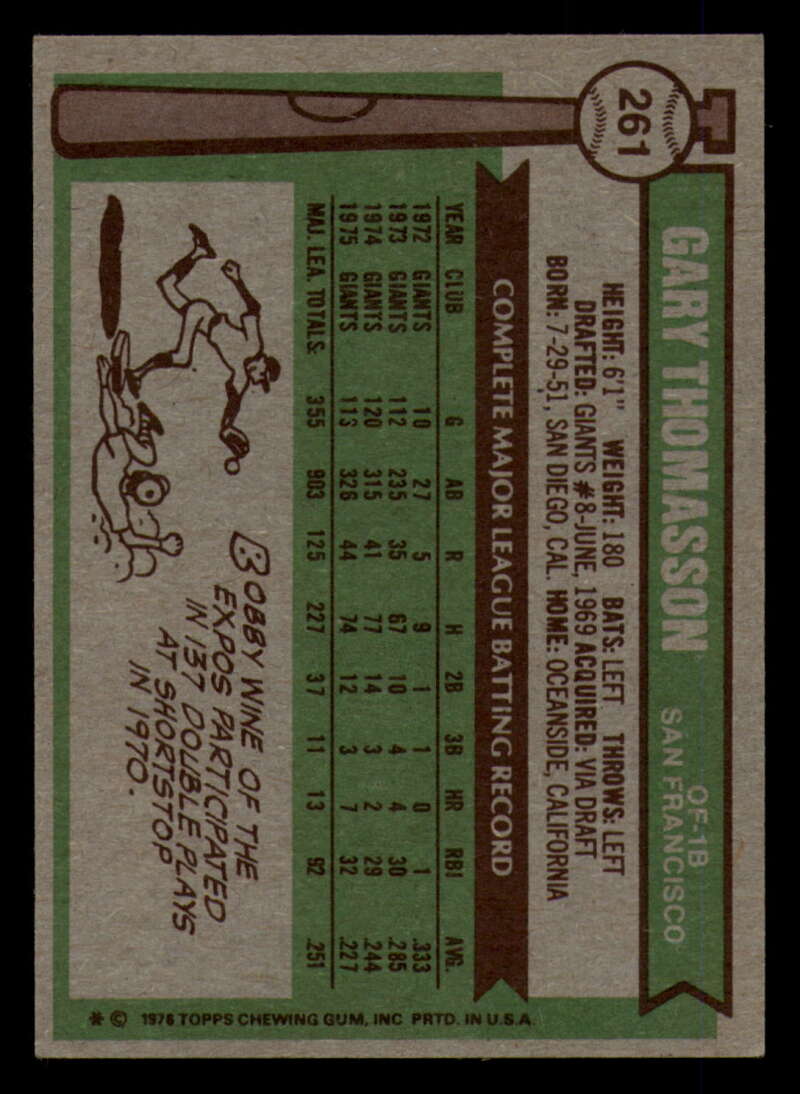 261
GARY THOMASSON
OF-1B
SAN FRANCISCO
HEIGHT: 6'1" WEIGHT: 180 BATS: LEFT THROWS: LEFT
DRAFTED: GIANTS #8-JUNE, 1969 ACQUIRED: VIA DRAFT
BORN: 7-29-51, SAN DIEGO, CAL. HOME: OCEANSIDE, CALIFORNIA
COMPLETE MAJOR LEAGUE BATTING RECORD
YEAR CLUB G AB R H 2B 3B HR RBI AVG.
1972 GIANTS 10 27 5 9 1 1 0 1 .333
1973 GIANTS 112 235 35 67 10 4 4 30 .285
1974 GIANTS 120 315 41 77 14 3 2 29 .244
1975 GIANTS 113 326 44 74 12 3 7 32 .227
MAJ. LEA. TOTALS: 355 903 125 227 37 11 13 92 .251
BOBBY WINE OF THE
EXPOS PARTICIPATED
IN 137 DOUBLE PLAYS
AT SHORTSTOP
IN 1970.
* © 1976 TOPPS CHEWING GUM, INC PRTD. IN U.S.A.